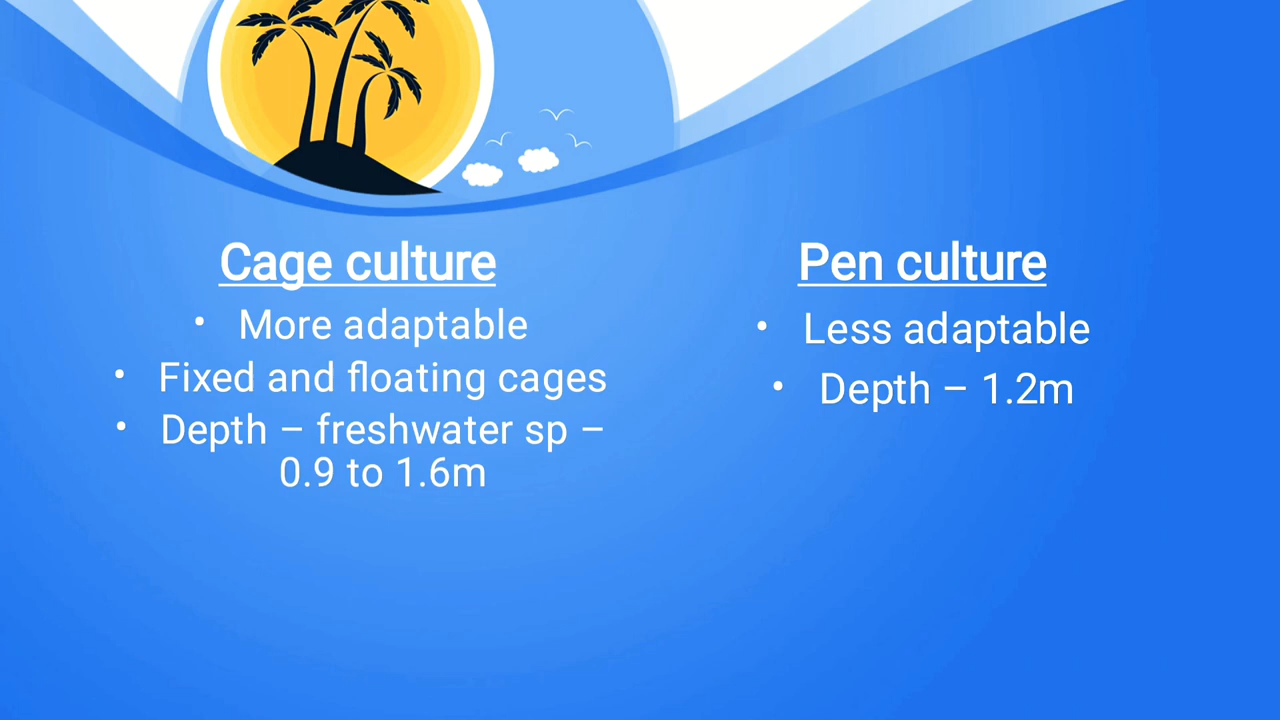 Cage culture
• More adaptable
• Fixed and floating cages
• Depth – freshwater sp –
0.9 to 1.6m
Pen culture
• Less adaptable
• Depth – 1.2m